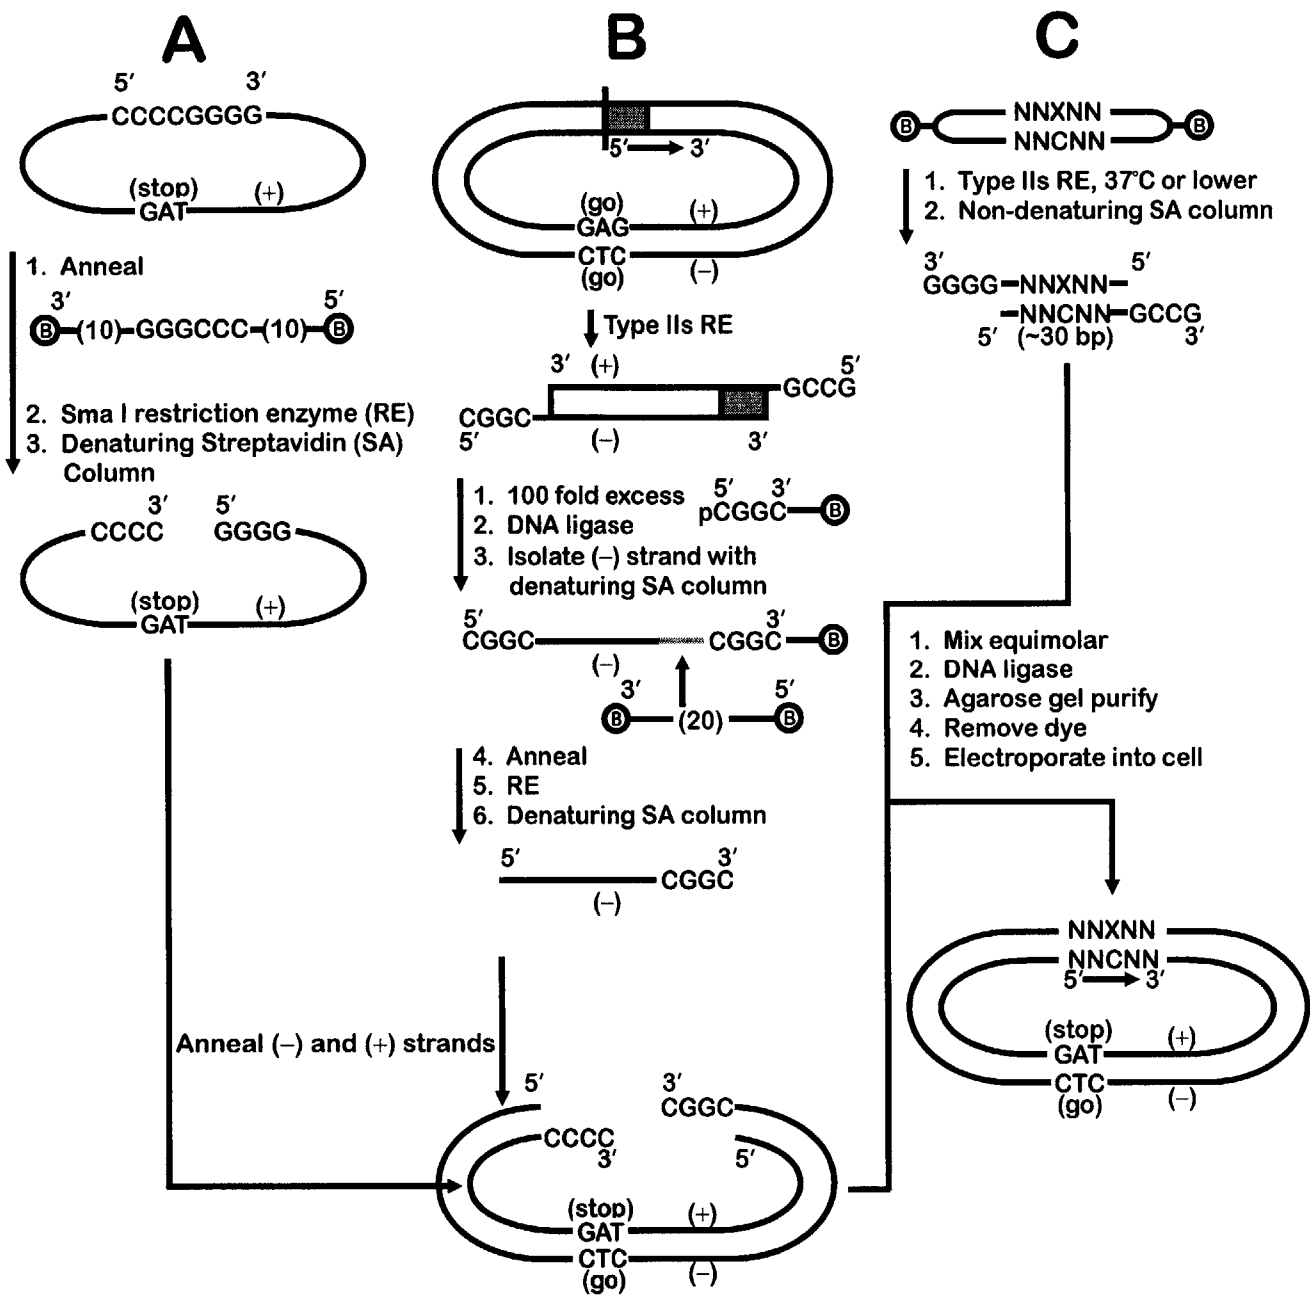 A
5′ 3′
CCCCGGGG
(stop)
GAT (+)
1. Anneal
3′ 5′
B–(10)–GGGCCC–(10)–B
2. Sma I restriction enzyme (RE)
3. Denaturing Streptavidin (SA)
Column
3′ 5′
CCCC GGGG
(stop)
GAT (+)
B
5′ 3′
(go)
GAG (+)
CTC
(go) (–)
Type IIs RE
3′ (+) 5′
GCCG
CGGC
5′ (–) 3′
1. 100 fold excess
5′ 3′
pCGGC–B
2. DNA ligase
3. Isolate (–) strand with
denaturing SA column
5′ 3′
CGGC CGGC B
(–)
3′ 5′
B (20) B
4. Anneal
5. RE
6. Denaturing SA column
5′ 3′
CGGC
(–)
Anneal (–) and (+) strands
5′ 3′
CGGC
CCCC
3′ 5′
(stop)
GAT (+)
CTC
(go) (–)
C
B NNXNN B
NNCNN
1. Type IIs RE, 37°C or lower
2. Non-denaturing SA column
3′ 5′
GGGG–NNXNN–
–NNCNN–GCCG
5′ (~30 bp) 3′
1. Mix equimolar
2. DNA ligase
3. Agarose gel purify
4. Remove dye
5. Electroporate into cell
NNXNN
NNCNN
5′ 3′
(stop)
GAT (+)
CTC
(go) (–)